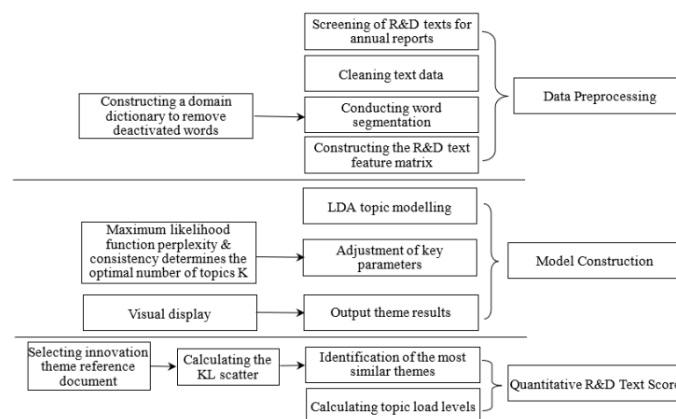 Screening of R&D texts for
annual reports
Cleaning text data
Constructing a
domain
dictionary to remove
deactivated words
Conducting word
segmentation
Constructing the R&D text
feature matrix
Data Preprocessing
LDA topic modelling
Maximum likelihood
function perplexity &
consistency determines the
optimal number of topics K
Adjustment of key
parameters
Model Construction
Visual display
Output theme results
Selecting innovation
theme reference
document
Calculating the
KL scatter
Identification of the most
similar themes
Calculating topic load levels
Quantitative R&D Text Score